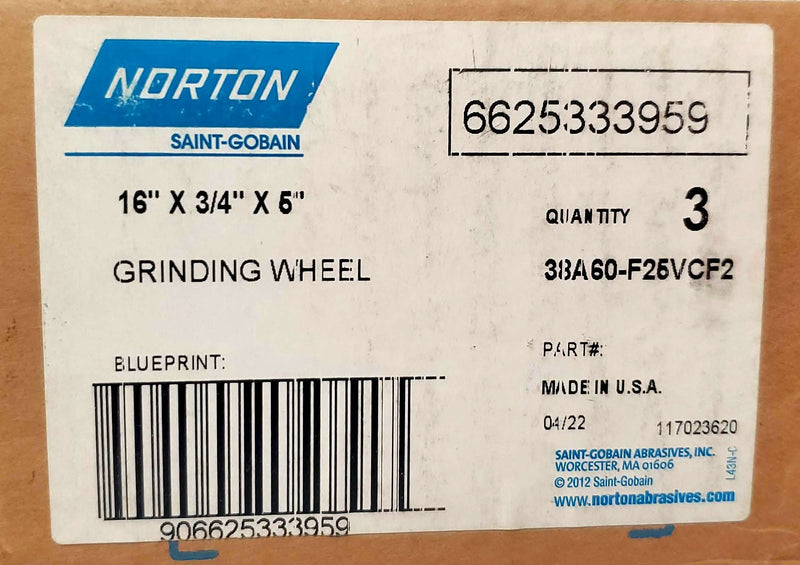 NORTON
SAINT-GOBAIN
6625333959
16" X 3/4" X 5"
QUANTITY 3
GRINDING WHEEL
38A60-F25VCF2
BLUEPRINT:
PART#:
MADE IN U.S.A.
04/22
117023620
SAINT-GOBAIN ABRASIVES, INC.
WORCESTER, MA 01606
© 2012 Saint-Gobain
www.nortonabrasives.com
L43N-C
906625333959